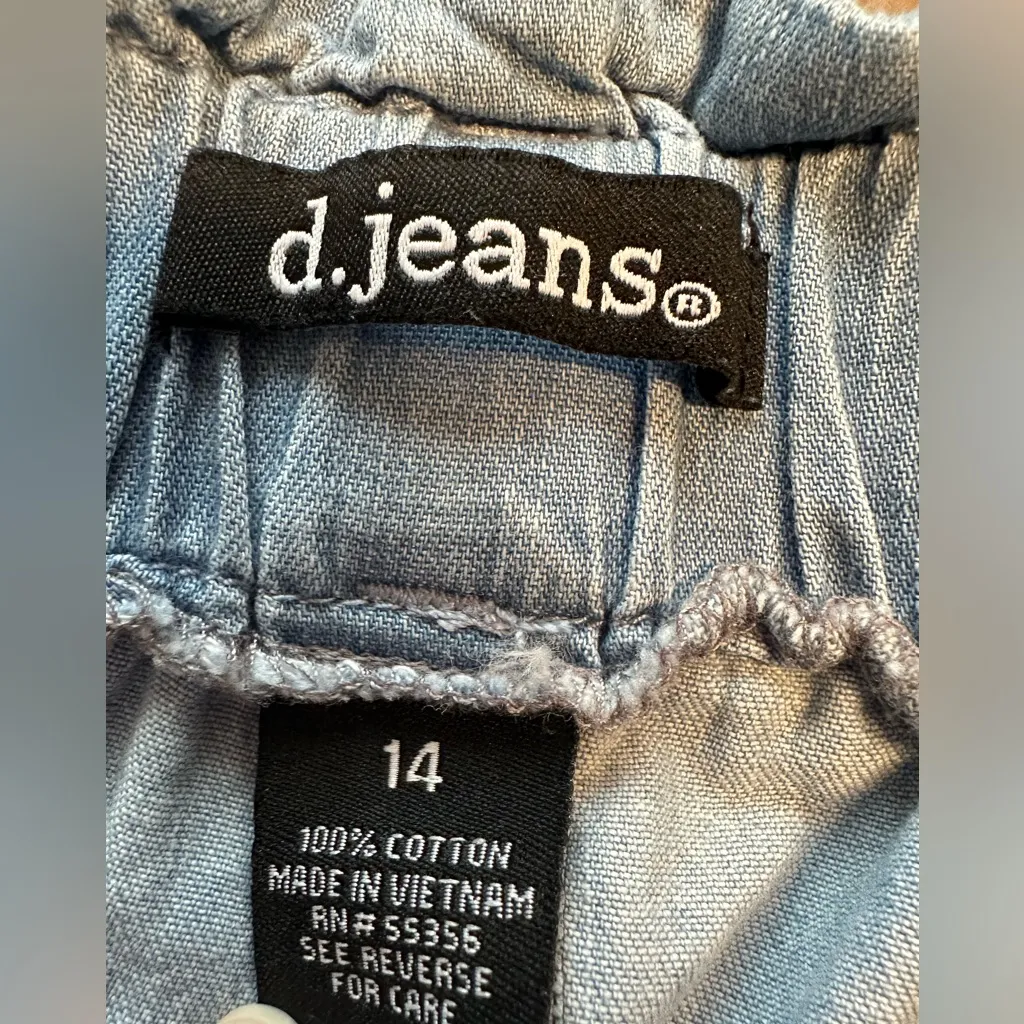 d.jeans®
14
100% COTTON
MADE IN VIETNAM
RN#55356
SEE REVERSE
FOR CARE